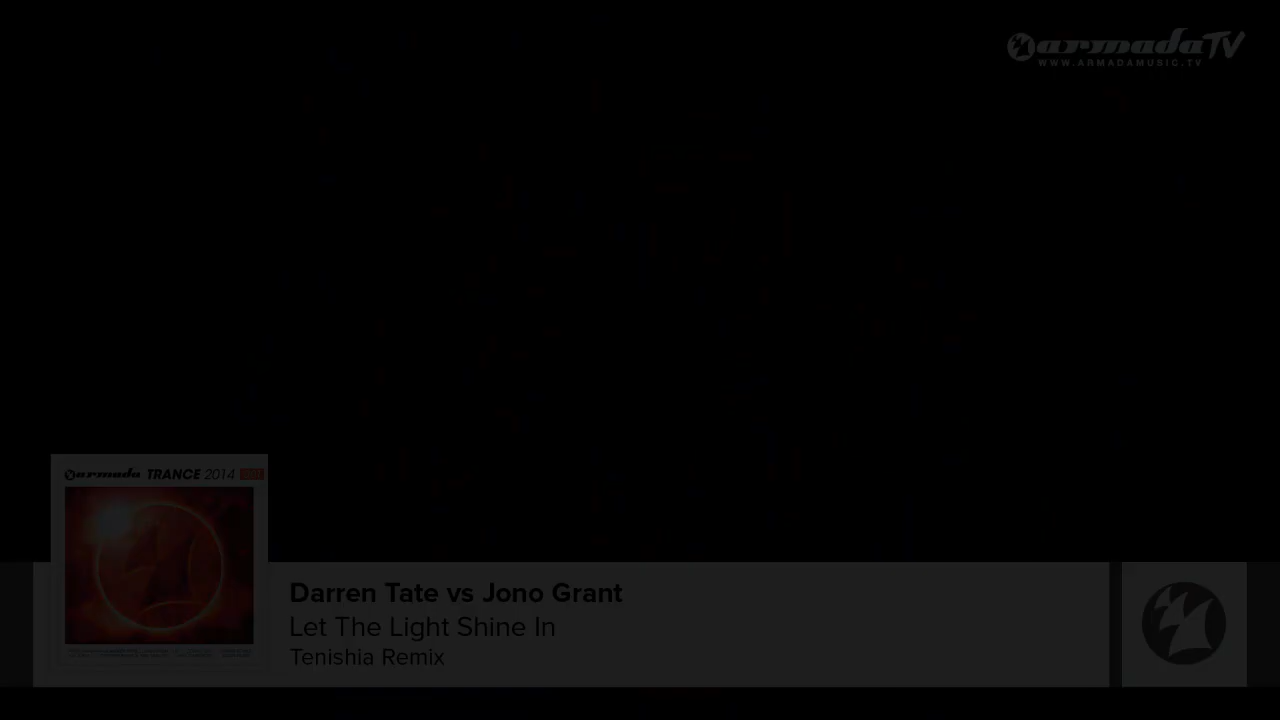 armadaTV
WWW.ARMADAMUSIC.TV
armada TRANCE 2014
Darren Tate vs Jono Grant
Let The Light Shine In
Tenishia Remix